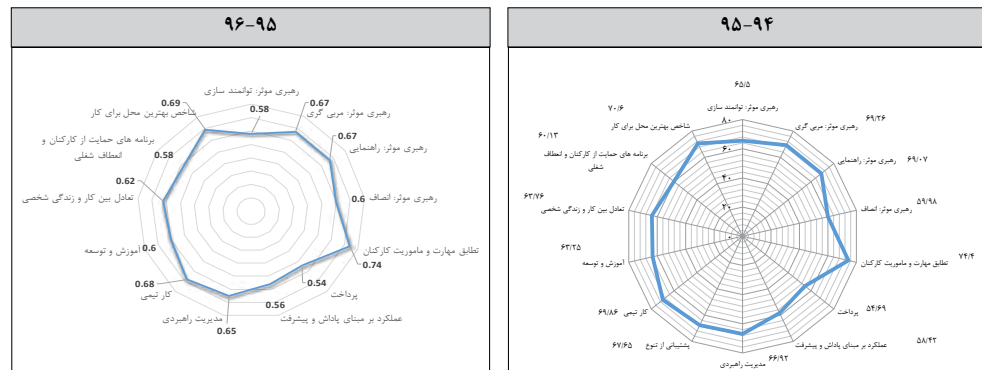 ۹۵-۹۴
۶۵/۵
رهبری موثر: توانمند سازی
۶۹/۲۶
رهبری موثر: مربی گری
۶۹/۰۷
رهبری موثر: راهنمایی
۵۹/۹۸
رهبری موثر: انصاف
۷۴/۴
تطابق مهارت و ماموریت کارکنان
۵۴/۶۹
پرداخت
۵۸/۴۲
عملکرد بر مبنای پاداش و پیشرفت
۶۶/۹۲
مدیریت راهبردی
۶۷/۶۵
پشتیبانی از تنوع
۶۹/۸۶
کار تیمی
۶۳/۲۵
آموزش و توسعه
۶۳/۷۶
تعادل بین کار و زندگی شخصی
۶۰/۱۳
برنامه های حمایت از کارکنان و انعطاف
شغلی
۷۰/۶
شاخص بهترین محل برای کار
۸۰
۶۰
۴۰
۲۰
۰
۹۶-۹۵
رهبری موثر: توانمند سازی
0.58
رهبری موثر: مربی گری
0.67
رهبری موثر: راهنمایی
0.67
رهبری موثر: انصاف
0.6
تطابق مهارت و ماموریت کارکنان
0.74
پرداخت
0.54
عملکرد بر مبنای پاداش و پیشرفت
0.56
مدیریت راهبردی
0.65
کار تیمی
0.68
آموزش و توسعه
0.6
تعادل بین کار و زندگی شخصی
0.62
برنامه های حمایت از کارکنان و
انعطاف شغلی
0.58
شاخص بهترین محل برای کار
0.69